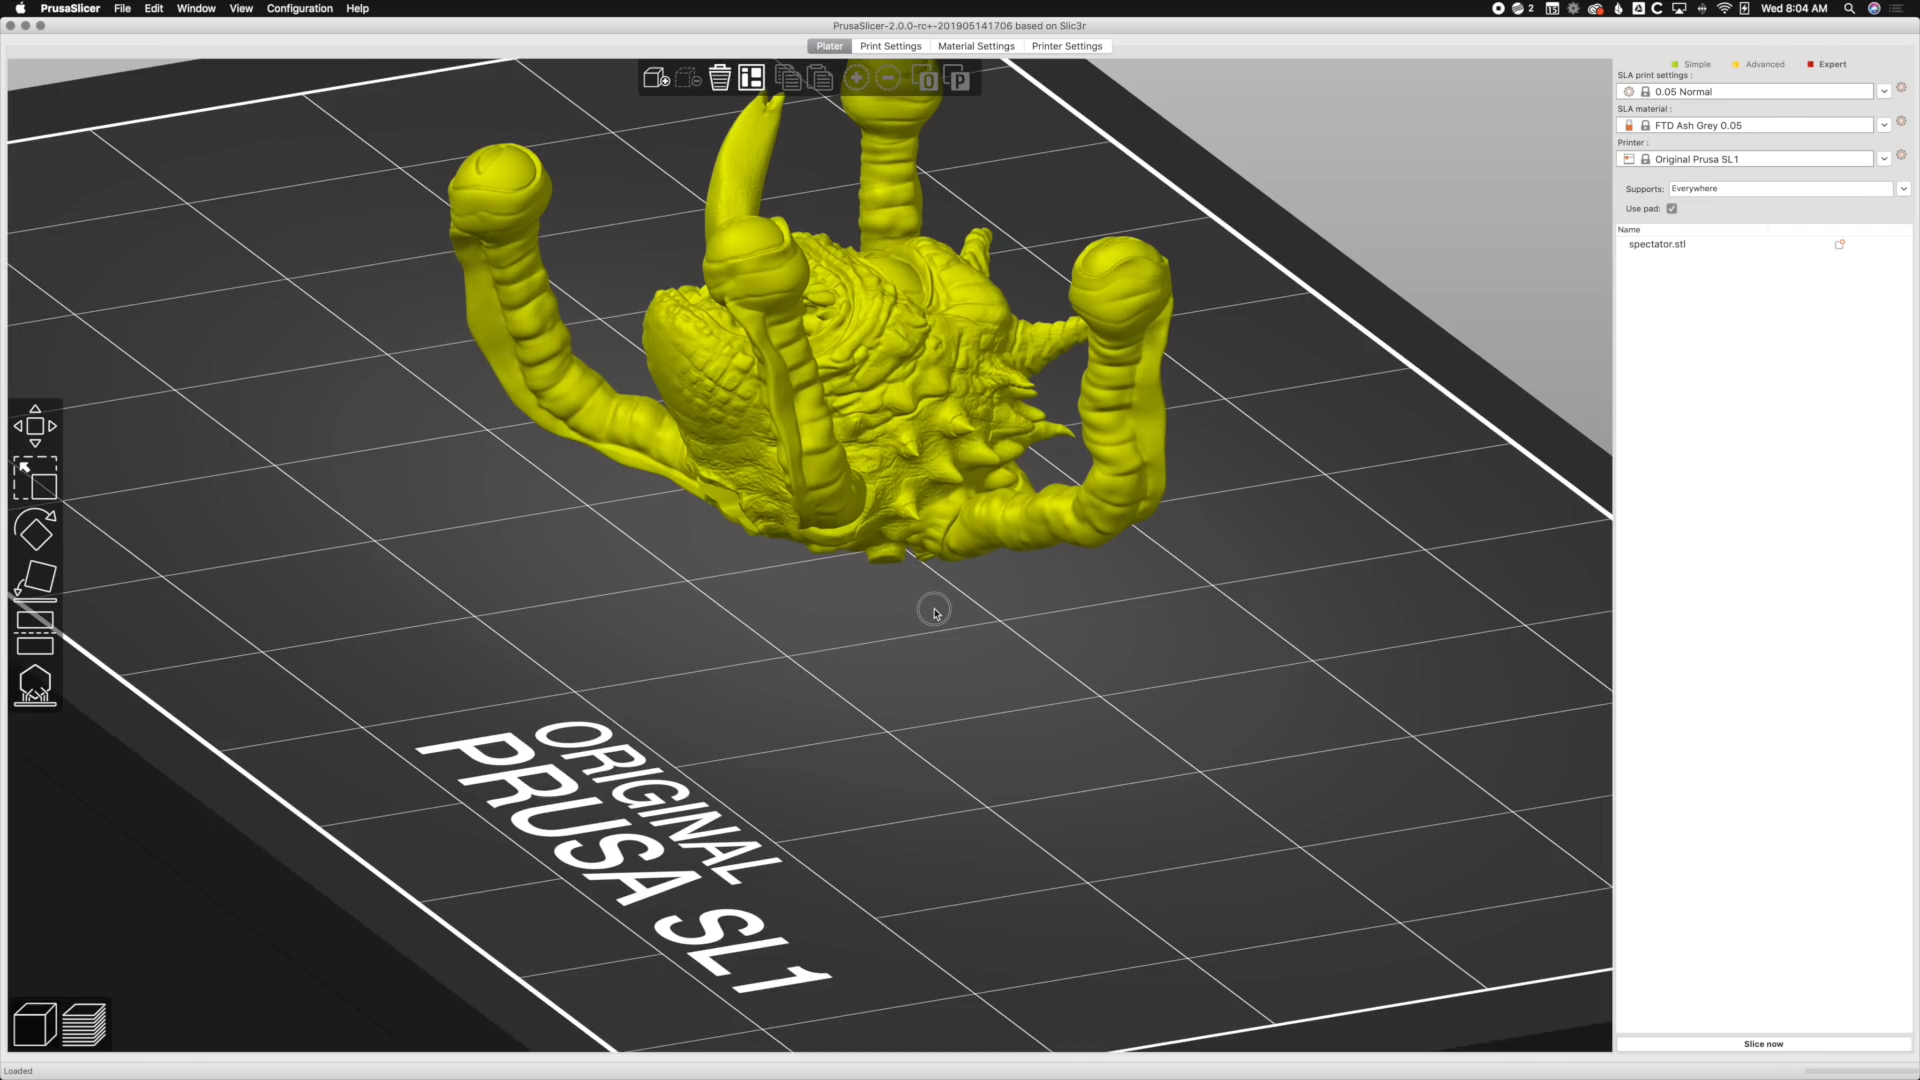 PrusaSlicer File Edit Window View Configuration Help
2
15
Wed 8:04 AM
PrusaSlicer-2.0.0-rc+-201905141706 based on Slic3r
Plater Print Settings Material Settings Printer Settings
O P
Simple Advanced Expert
SLA print settings :
0.05 Normal
SLA material :
FTD Ash Grey 0.05
Printer :
Original Prusa SL1
Supports: Everywhere
Use pad:
Name
spectator.stl
ORIGINAL
PRUSA SL1
Slice now
Loaded